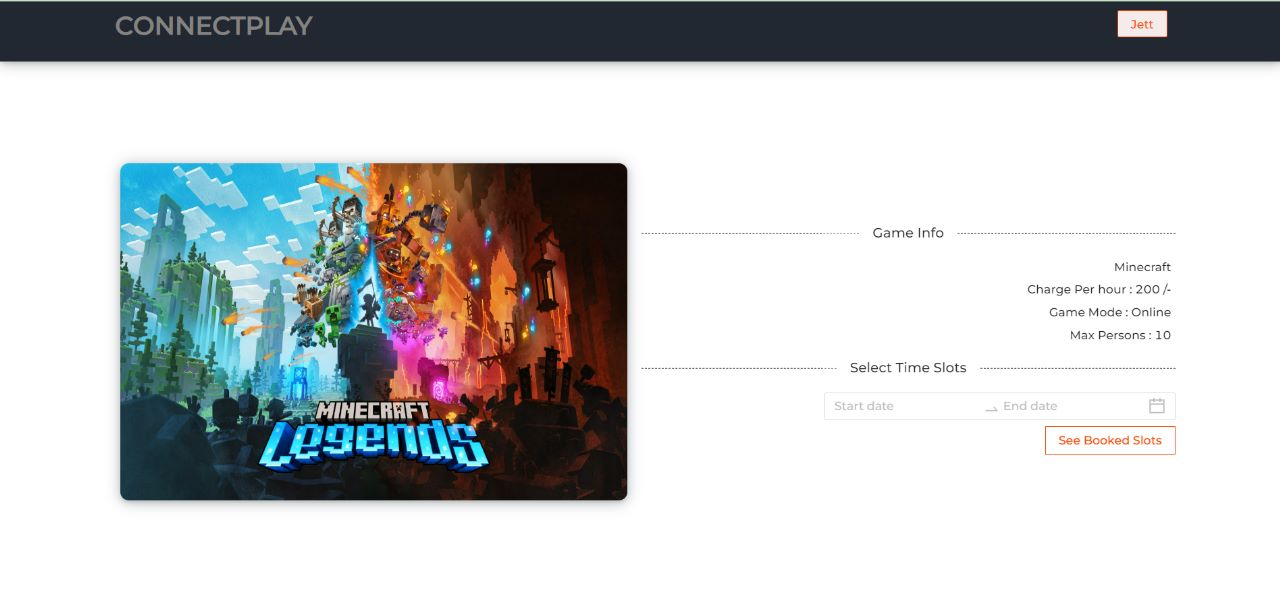 CONNECTPLAY
Jett
MINECRAFT
Legends
Game Info
Minecraft
Charge Per hour : 200 /-
Game Mode : Online
Max Persons : 10
Select Time Slots
Start date → End date
See Booked Slots